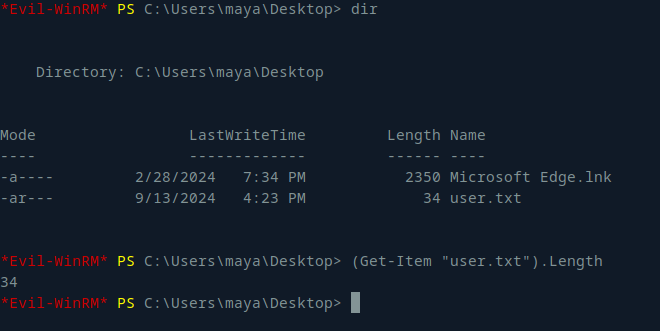 *Evil-WinRM* PS C:\Users\maya\Desktop> dir
Directory: C:\Users\maya\Desktop
Mode                 LastWriteTime         Length Name
----                 -------------         ------ ----
-a----         2/28/2024   7:34 PM           2350 Microsoft Edge.lnk
-ar---         9/13/2024   4:23 PM             34 user.txt
*Evil-WinRM* PS C:\Users\maya\Desktop> (Get-Item "user.txt").Length
34
*Evil-WinRM* PS C:\Users\maya\Desktop>